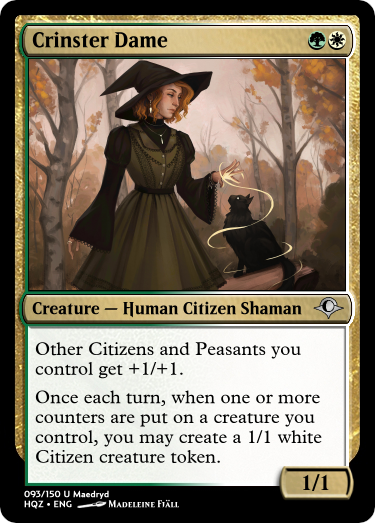 Crinster Dame
Creature — Human Citizen Shaman
Other Citizens and Peasants you
control get +1/+1.
Once each turn, when one or more
counters are put on a creature you
control, you may create a 1/1 white
Citizen creature token.
1/1
093/150 U Maedryd
HQZ • ENG Madeleine Fjäll